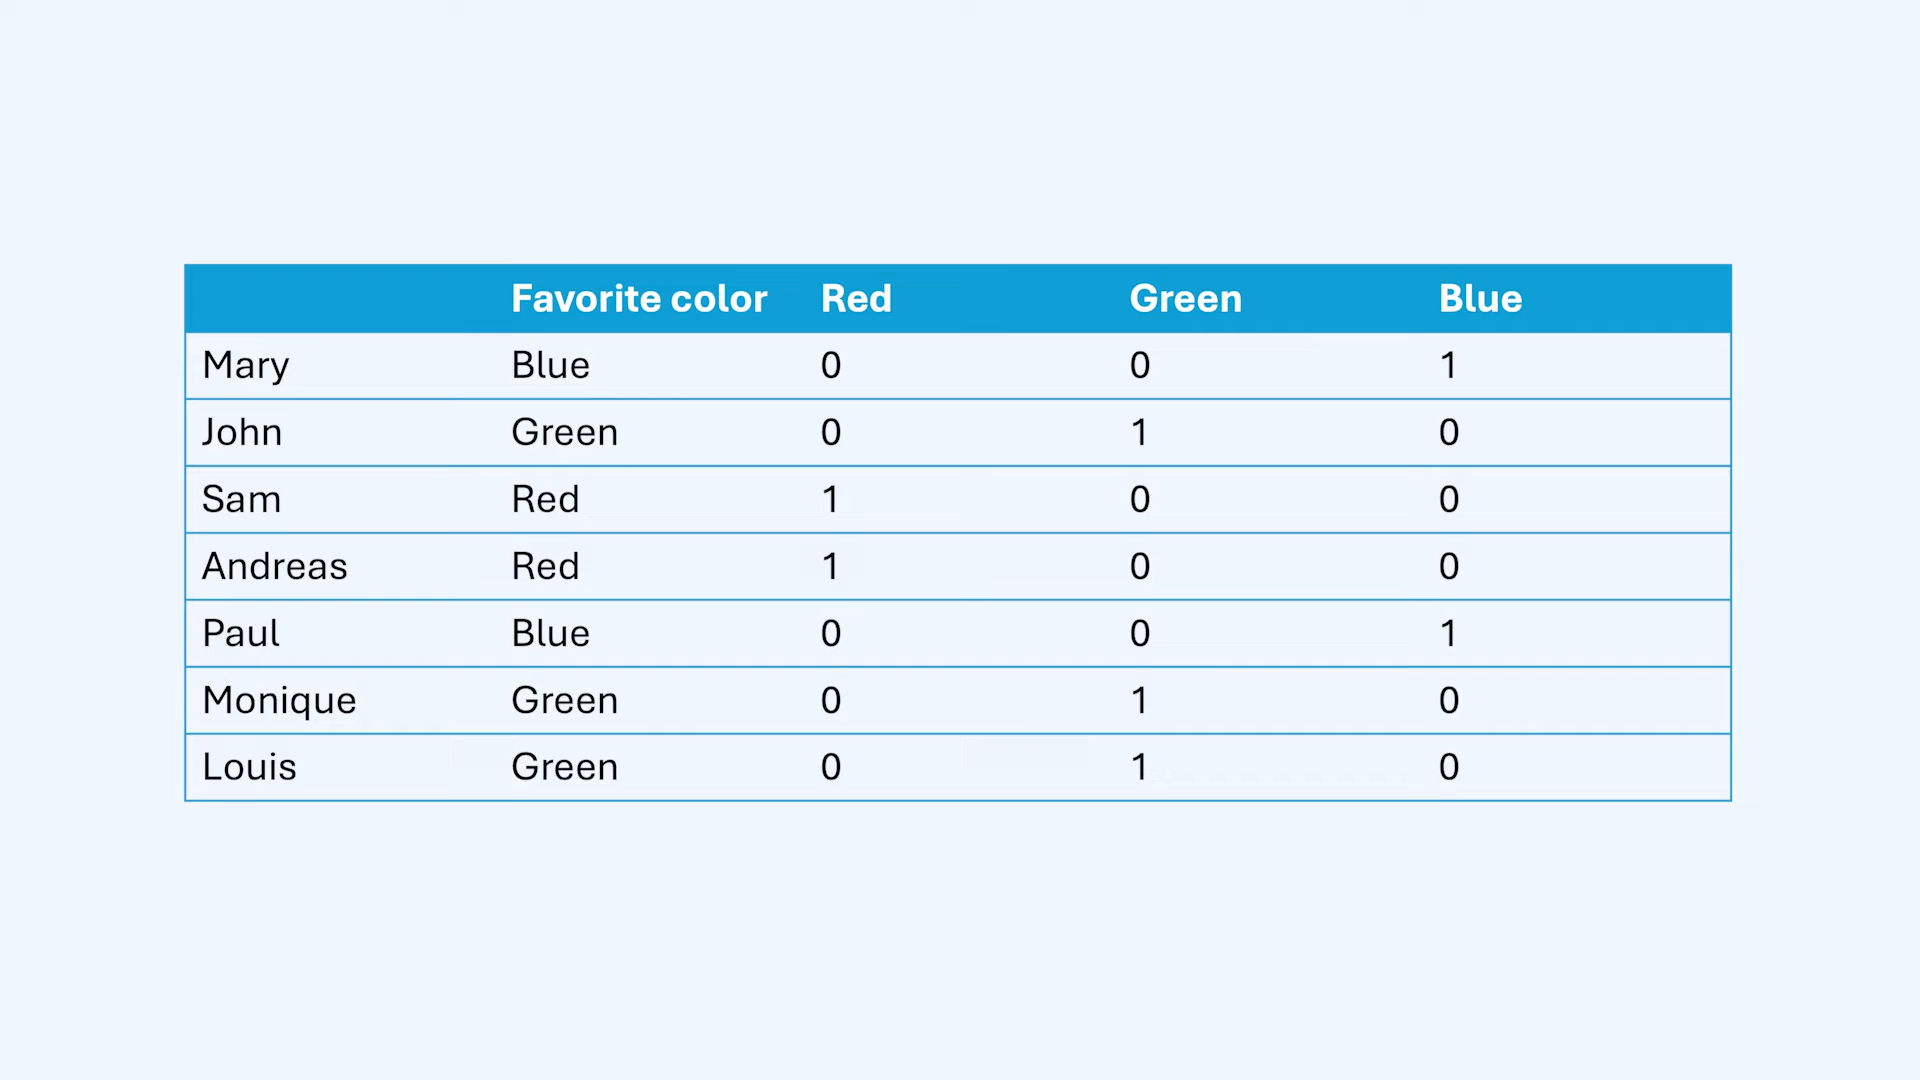 Favorite color Red Green Blue
Mary Blue 0 0 1
John Green 0 1 0
Sam Red 1 0 0
Andreas Red 1 0 0
Paul Blue 0 0 1
Monique Green 0 1 0
Louis Green 0 1 0